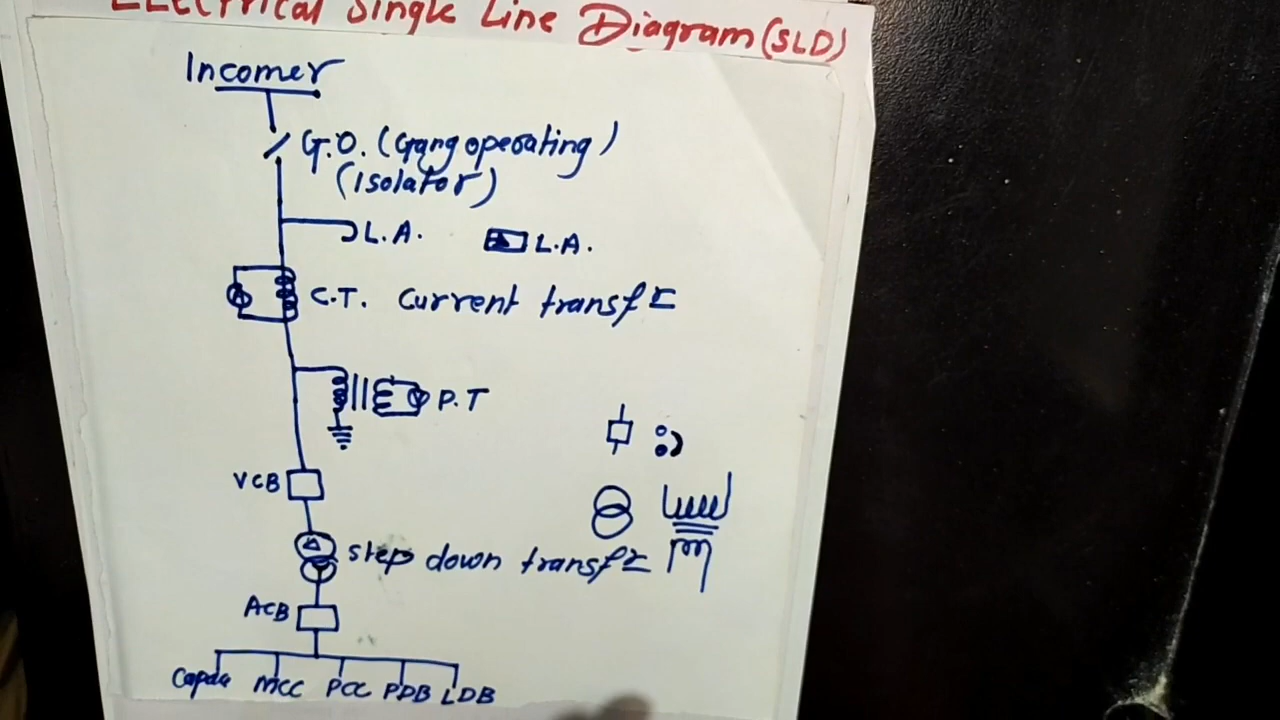 Electrical Single Line Diagram (SLD)
Incomer
G.O. (Gang operating)
(isolator)
L.A.
L.A.
C.T. Current transf r
P.T
VCB
step down transf r
ACB
MCC PCC PDB LDB